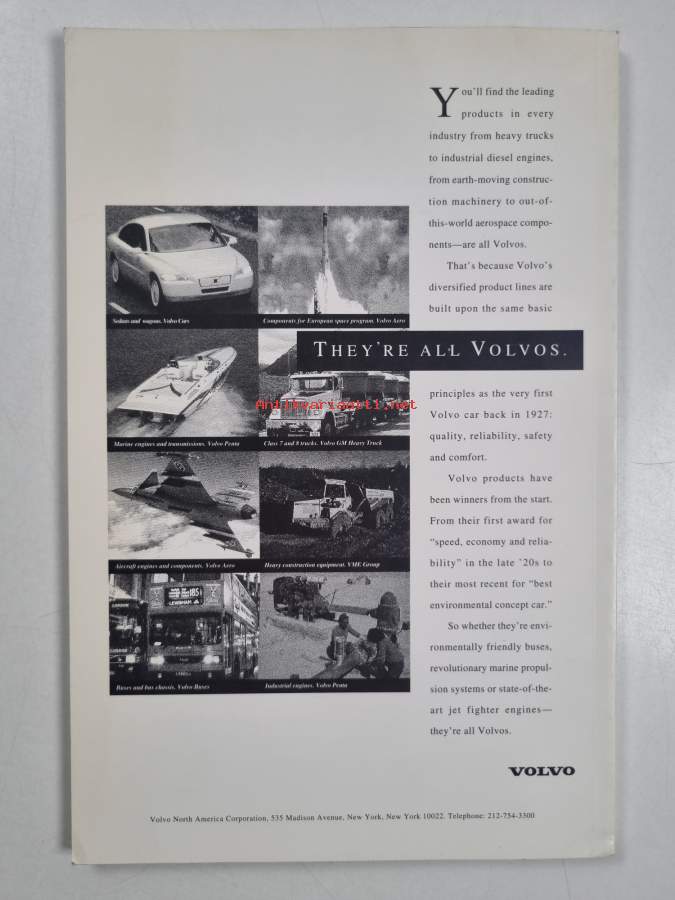 You'll find the leading
products in every
industry from heavy trucks
to industrial diesel engines,
from earth-moving construc-
tion machinery to out-of-
this-world aerospace compo-
nents—are all Volvos.
That's because Volvo's
diversified product lines are
built upon the same basic
THEY'RE ALL VOLVOS.
principles as the very first
Volvo car back in 1927:
quality, reliability, safety
and comfort.
Volvo products have
been winners from the start.
From their first award for
"speed, economy and relia-
bility" in the late '20s to
their most recent for "best
environmental concept car."
So whether they're envi-
ronmentally friendly buses,
revolutionary marine propul-
sion systems or state-of-the-
art jet fighter engines—
they're all Volvos.
Sedans and wagons. Volvo Cars
Components for European space program. Volvo Aero
Marine engines and transmissions. Volvo Penta
Class 7 and 8 trucks. Volvo GM Heavy Truck
Antikvariaatti.net
Aircraft engines and components. Volvo Aero
Heavy construction equipment. VME Group
185
LEWISHAM
Buses and bus chassis. Volvo Buses
Industrial engines. Volvo Penta
VOLVO
Volvo North America Corporation, 535 Madison Avenue, New York, New York 10022. Telephone: 212-754-3300